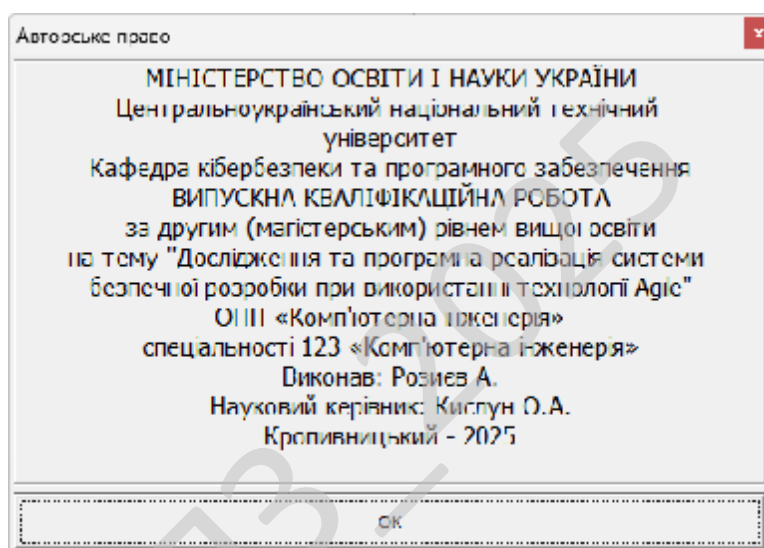 Авторське право
МІНІСТЕРСТВО ОСВІТИ І НАУКИ УКРАЇНИ
Центральноукраїнський національний технічний
університет
Кафедра кібербезпеки та програмного забезпечення
ВИПУСКНА КВАЛІФІКАЦІЙНА РОБОТА
за другим (магістерським) рівнем вищої освіти
на тему "Дослідження та програмна реалізація системи
безпечної розробки при використанні технології Agile"
ОПП «Комп'ютерна інженерія»
спеціальності 123 «Комп'ютерна інженерія»
Виконав: Розиєв А.
Науковий керівник: Кислун О.А.
Кропивницький - 2025
OK